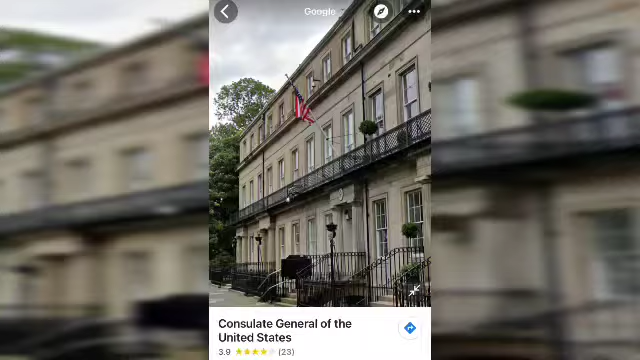 Google
Consulate General of the
United States
3.9 (23)